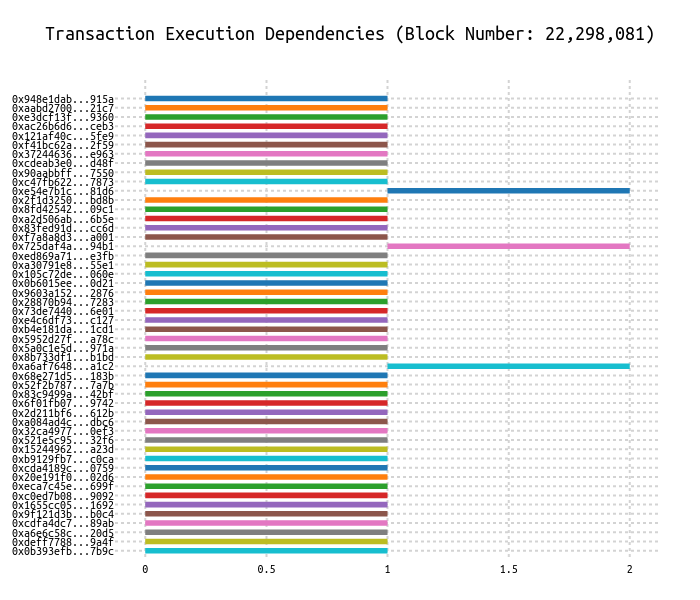 Transaction Execution Dependencies (Block Number: 22,298,081)
0x948e1dab...915a
0xaabd2700...21c7
0xe3dcf13f...9360
0xac26b6d6...ceb3
0x121af40c...5fe9
0xf41bc62a...2f59
0x37244636...e963
0xcdeab3e0...d48f
0x90aabbff...7550
0xc47fb622...7873
0xe54e7b1c...81d6
0x2f1d3250...bd8b
0x8fd42542...09c1
0xa2d506ab...6b5e
0x83fed91d...cc6d
0xf7a8a8d3...a001
0x725daf4a...94b1
0xed869a71...e3fb
0xa30791e8...55e1
0x105c72de...060e
0x0b6015ee...0d21
0x9603a152...2876
0x28870b94...7283
0x73de7440...6e01
0xe4c6df73...c127
0xb4e181da...1cd1
0x5952d27f...a78c
0x5a0c1e5d...971a
0x8b733df1...b1bd
0xa6af7648...a1c2
0x68e271d5...183b
0x52f2b787...7a7b
0x83c9499a...42bf
0x6f01fb07...9742
0x2d211bf6...612b
0xa084ad4c...dbc6
0x32ca4977...0ef3
0x521e5c95...32f6
0x15244962...a23d
0xb9129fb7...c0ca
0xcda4189c...0759
0x20e191f0...02d6
0xeca7c45e...699f
0xc0ed7b08...9092
0x1655cc05...1692
0x9f121d3b...b0c4
0xcdfa4dc7...89ab
0xa6e6c58c...20d5
0xdeff7788...9a4f
0x0b393efb...7b9c
0 0.5 1 1.5 2